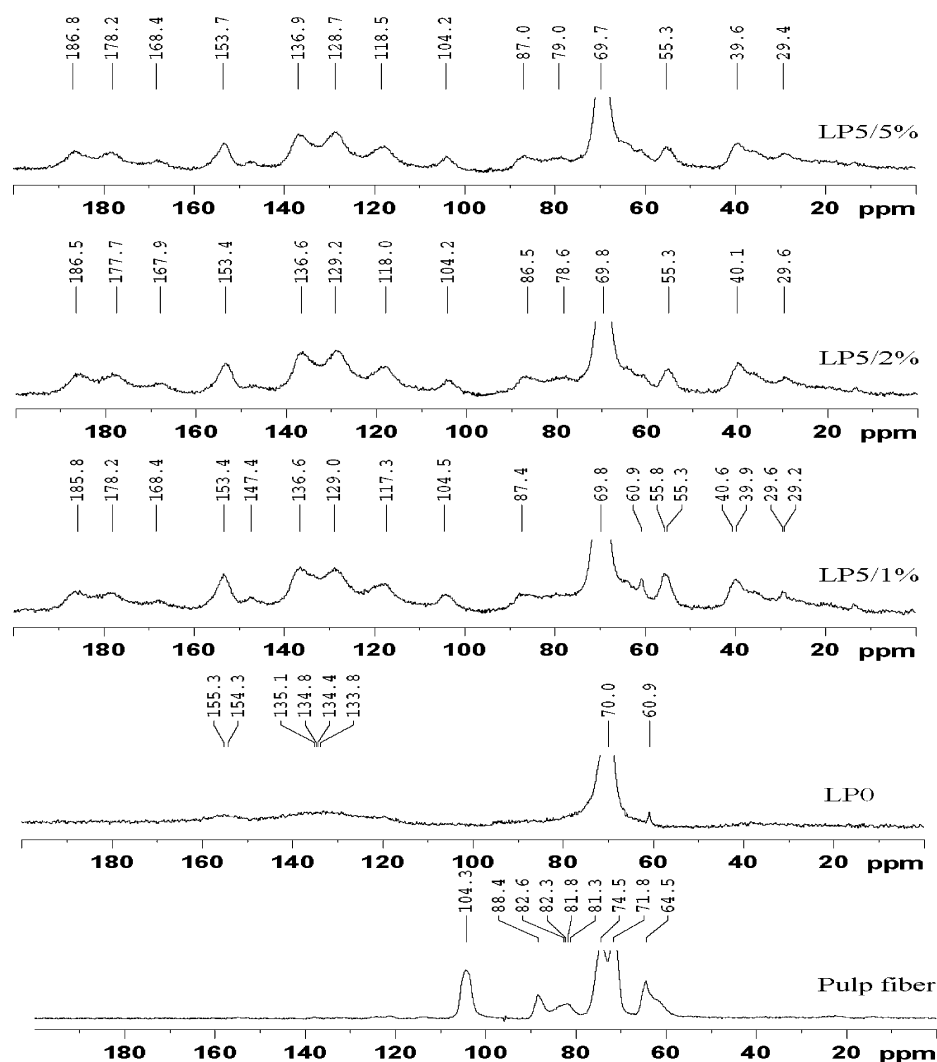 186.8 178.2 168.4 153.7 136.9 128.7 118.5 104.2 87.0 79.0 69.7 55.3 39.6 29.4
LP5/5%
180 160 140 120 100 80 60 40 20 ppm
186.5 177.7 167.9 153.4 136.6 129.2 118.0 104.2 86.5 78.6 69.8 55.3 40.1 29.6
LP5/2%
180 160 140 120 100 80 60 40 20 ppm
185.8 178.2 168.4 153.4 147.4 136.6 129.0 117.3 104.5 87.4 69.8 60.9 55.8 55.3 40.6 39.9 29.6 29.2
LP5/1%
180 160 140 120 100 80 60 40 20 ppm
155.3 154.3 135.1 134.8 134.4 133.8 70.0 60.9
LP0
180 160 140 120 100 80 60 40 20 ppm
104.3 88.4 82.6 82.3 81.8 81.3 74.5 71.8 64.5
Pulp fiber
180 160 140 120 100 80 60 40 20 ppm